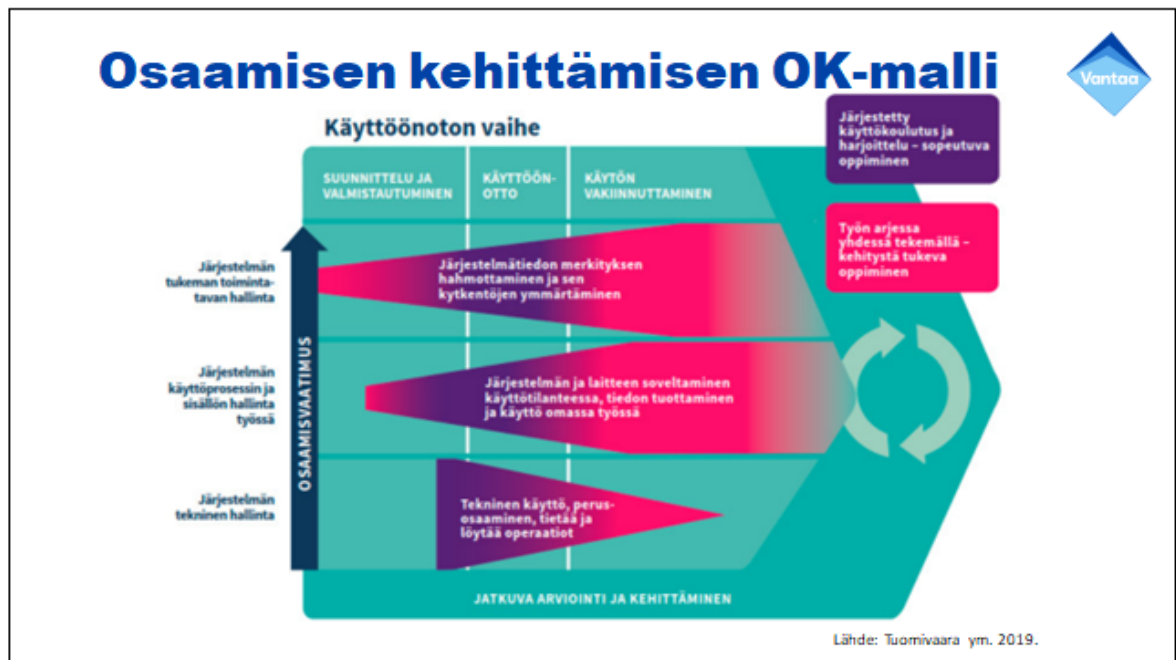 Osaamisen kehittämisen OK-malli
Vantaa
Käyttöönoton vaihe
Järjestetty
käyttökoulutus ja
harjoittelu – sopeutuva
oppiminen
SUUNNITTELU JA
VALMISTAUTUMINEN
KÄYTTÖÖN-
OTTO
KÄYTÖN
VAKIINNUTTAMINEN
Työn arjessa
yhdessä tekemällä –
kehitystä tukeva
oppiminen
OSAAMISVAATIMUS
Järjestelmän
tukeman toiminta-
tavan hallinta
Järjestelmätiedon merkityksen
hahmottaminen ja sen
kytkentöjen ymmärtäminen
Järjestelmän
käyttöprosessin ja
sisällön hallinta
työssä
Järjestelmän ja laitteen soveltaminen
käyttötilanteessa, tiedon tuottaminen
ja käyttö omassa työssä
Järjestelmän
tekninen hallinta
Tekninen käyttö, perus-
osaaminen, tietää ja
löytää operaatiot
JATKUVA ARVIOINTI JA KEHITTÄMINEN
Lähde: Tuomivaara ym. 2019.